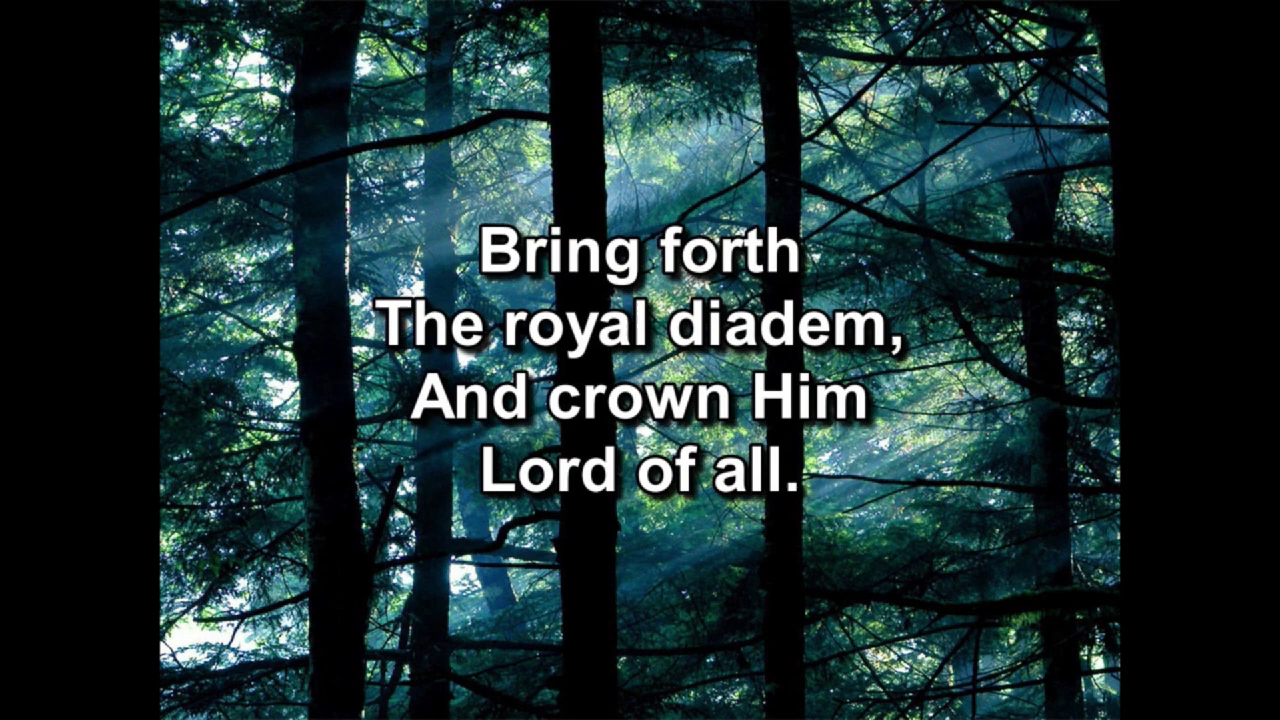 Bring forth
The royal diadem,
And crown Him
Lord of all.